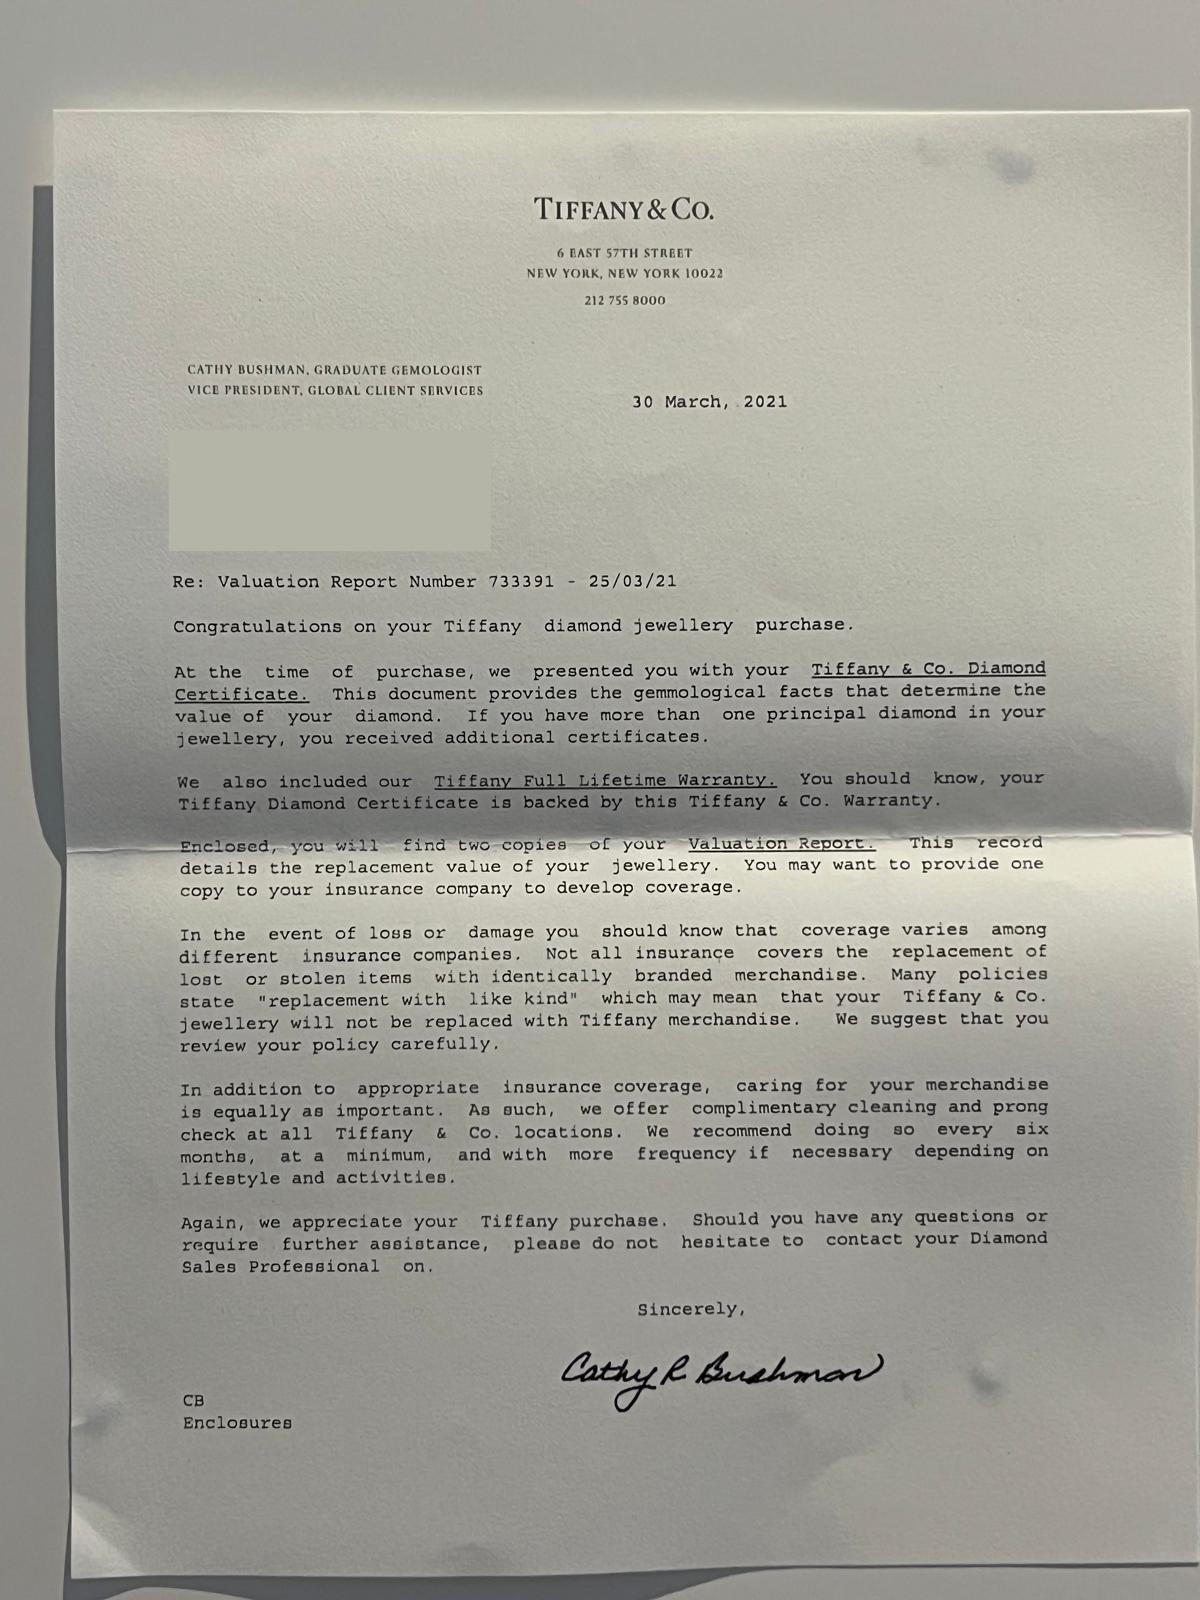 TIFFANY & CO.
6 EAST 57TH STREET
NEW YORK, NEW YORK 10022
212 755 8000
CATHY BUSHMAN, GRADUATE GEMOLOGIST
VICE PRESIDENT, GLOBAL CLIENT SERVICES
30 March, 2021
Re: Valuation Report Number 733391 - 25/03/21
Congratulations on your Tiffany diamond jewellery purchase.
At the time of purchase, we presented you with your Tiffany & Co. Diamond
Certificate. This document provides the gemmological facts that determine the
value of your diamond. If you have more than one principal diamond in your
jewellery, you received additional certificates.
We also included our Tiffany Full Lifetime Warranty. You should know, your
Tiffany Diamond Certificate is backed by this Tiffany & Co. Warranty.
Enclosed, you will find two copies of your Valuation Report. This record
details the replacement value of your jewellery. You may want to provide one
copy to your insurance company to develop coverage.
In the event of loss or damage you should know that coverage varies among
different insurance companies. Not all insurance covers the replacement of
lost or stolen items with identically branded merchandise. Many policies
state "replacement with like kind" which may mean that your Tiffany & Co.
jewellery will not be replaced with Tiffany merchandise. We suggest that you
review your policy carefully.
In addition to appropriate insurance coverage, caring for your merchandise
is equally as important. As such, we offer complimentary cleaning and prong
check at all Tiffany & Co. locations. We recommend doing so every six
months, at a minimum, and with more frequency if necessary depending on
lifestyle and activities.
Again, we appreciate your Tiffany purchase. Should you have any questions or
require further assistance, please do not hesitate to contact your Diamond
Sales Professional on.
Sincerely,
Cathy R Bushman
CB
Enclosures